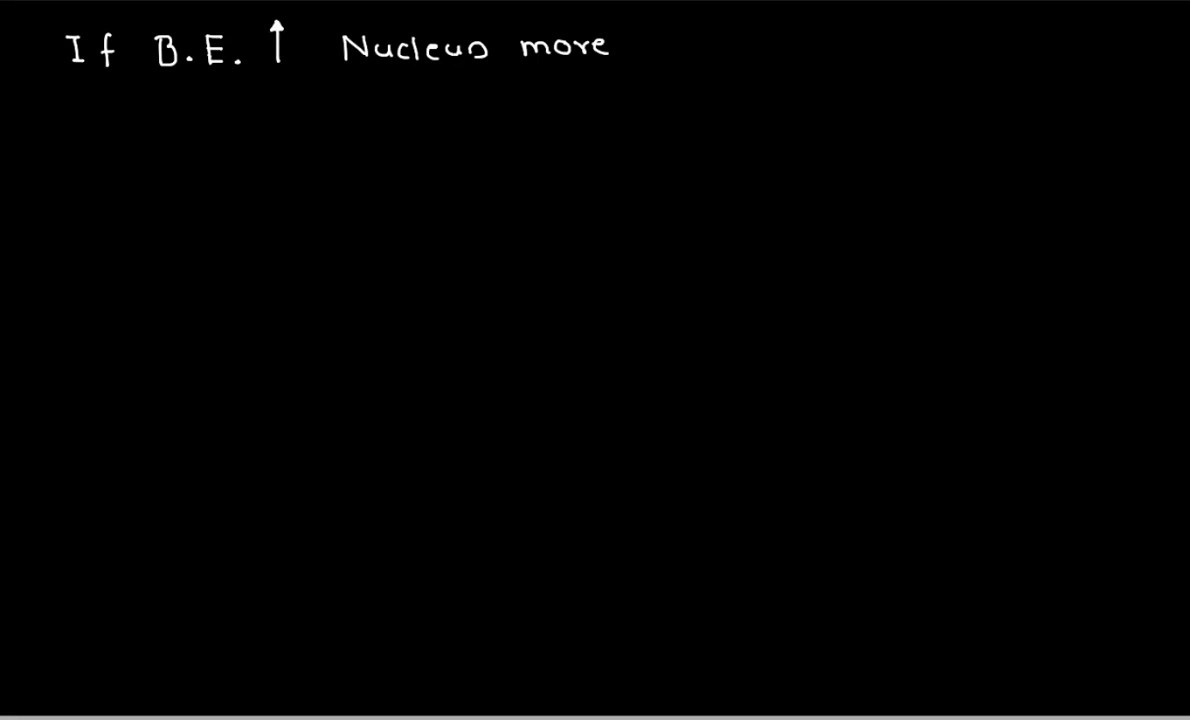 If B.E. ↑ Nucleus more